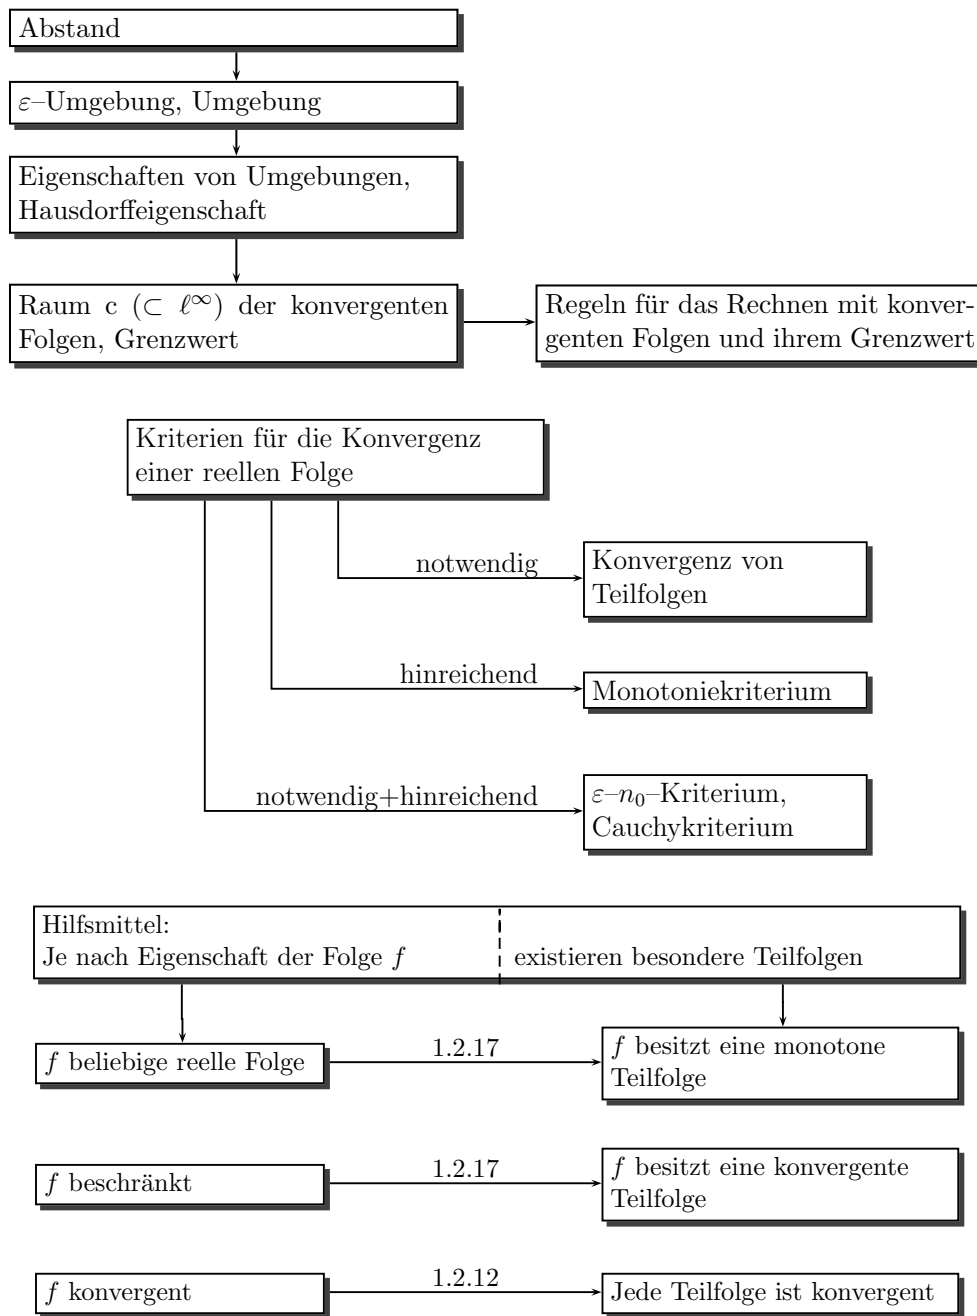 Abstand
ε–Umgebung, Umgebung
Eigenschaften von Umgebungen,
Hausdorffeigenschaft
Raum c (⊂ ℓ∞) der konvergenten
Folgen, Grenzwert
Regeln für das Rechnen mit konver-
genten Folgen und ihrem Grenzwert
Kriterien für die Konvergenz
einer reellen Folge
notwendig
Konvergenz von
Teilfolgen
hinreichend
Monotoniekriterium
notwendig+hinreichend
ε–n₀–Kriterium,
Cauchykriterium
Hilfsmittel:
Je nach Eigenschaft der Folge f
existieren besondere Teilfolgen
f beliebige reelle Folge
1.2.17
f besitzt eine monotone
Teilfolge
f beschränkt
1.2.17
f besitzt eine konvergente
Teilfolge
f konvergent
1.2.12
Jede Teilfolge ist konvergent